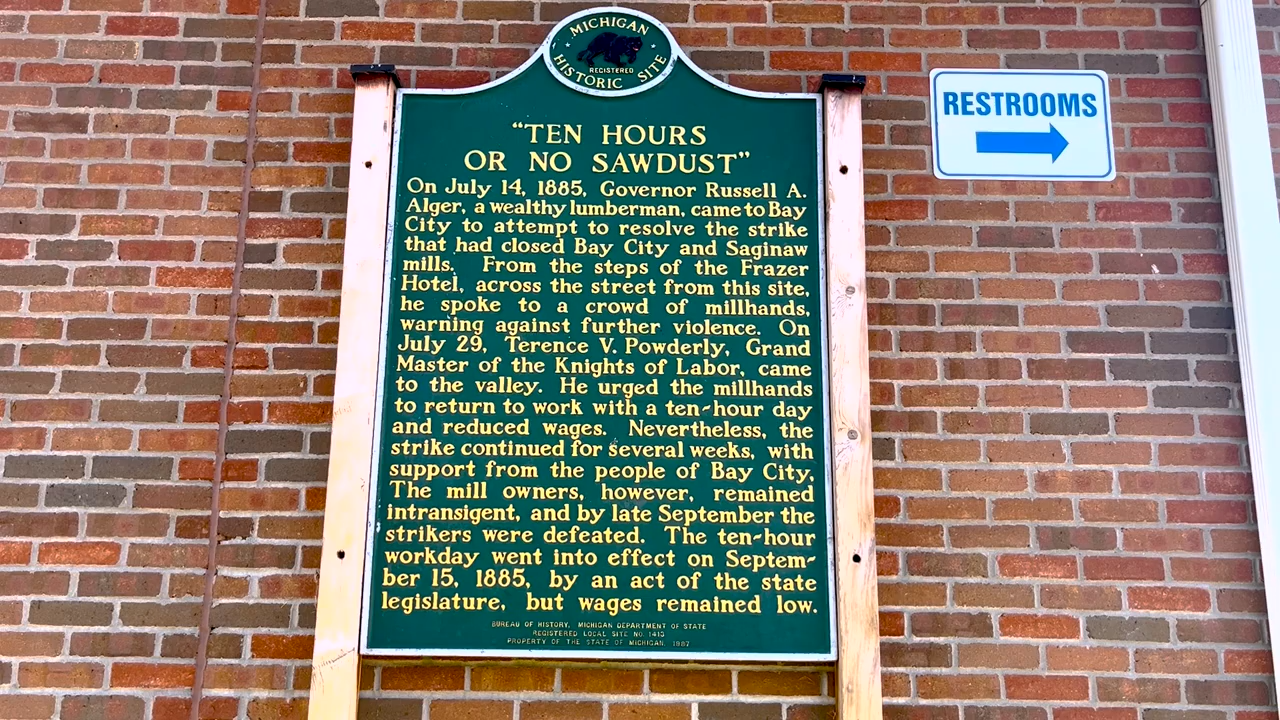 MICHIGAN
REGISTERED
HISTORIC SITE
"TEN HOURS
OR NO SAWDUST"
On July 14, 1885, Governor Russell A.
Alger, a wealthy lumberman, came to Bay
City to attempt to resolve the strike
that had closed Bay City and Saginaw
mills. From the steps of the Frazer
Hotel, across the street from this site,
he spoke to a crowd of millhands,
warning against further violence. On
July 29, Terence V. Powderly, Grand
Master of the Knights of Labor, came
to the valley. He urged the millhands
to return to work with a ten-hour day
and reduced wages. Nevertheless, the
strike continued for several weeks, with
support from the people of Bay City.
The mill owners, however, remained
intransigent, and by late September the
strikers were defeated. The ten-hour
workday went into effect on Septem-
ber 15, 1885, by an act of the state
legislature, but wages remained low.
BUREAU OF HISTORY, MICHIGAN DEPARTMENT OF STATE
REGISTERED LOCAL SITE NO. 1413
PROPERTY OF THE STATE OF MICHIGAN, 1987
RESTROOMS